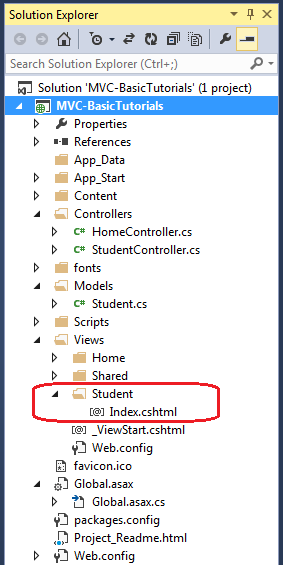 Solution Explorer
Search Solution Explorer (Ctrl+;)
Solution 'MVC-BasicTutorials' (1 project)
MVC-BasicTutorials
Properties
References
App_Data
App_Start
Content
Controllers
C# HomeController.cs
C# StudentController.cs
fonts
Models
C# Student.cs
Scripts
Views
Home
Shared
Student
[@] Index.cshtml
[@] _ViewStart.cshtml
Web.config
favicon.ico
Global.asax
Global.asax.cs
packages.config
Project_Readme.html
Web.config